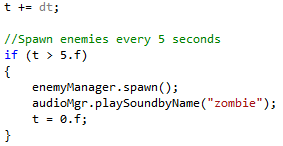 t += dt;
//Spawn enemies every 5 seconds
if (t > 5.f)
{
enemyManager.spawn();
audioMgr.playSoundbyName("zombie");
t = 0.f;
}